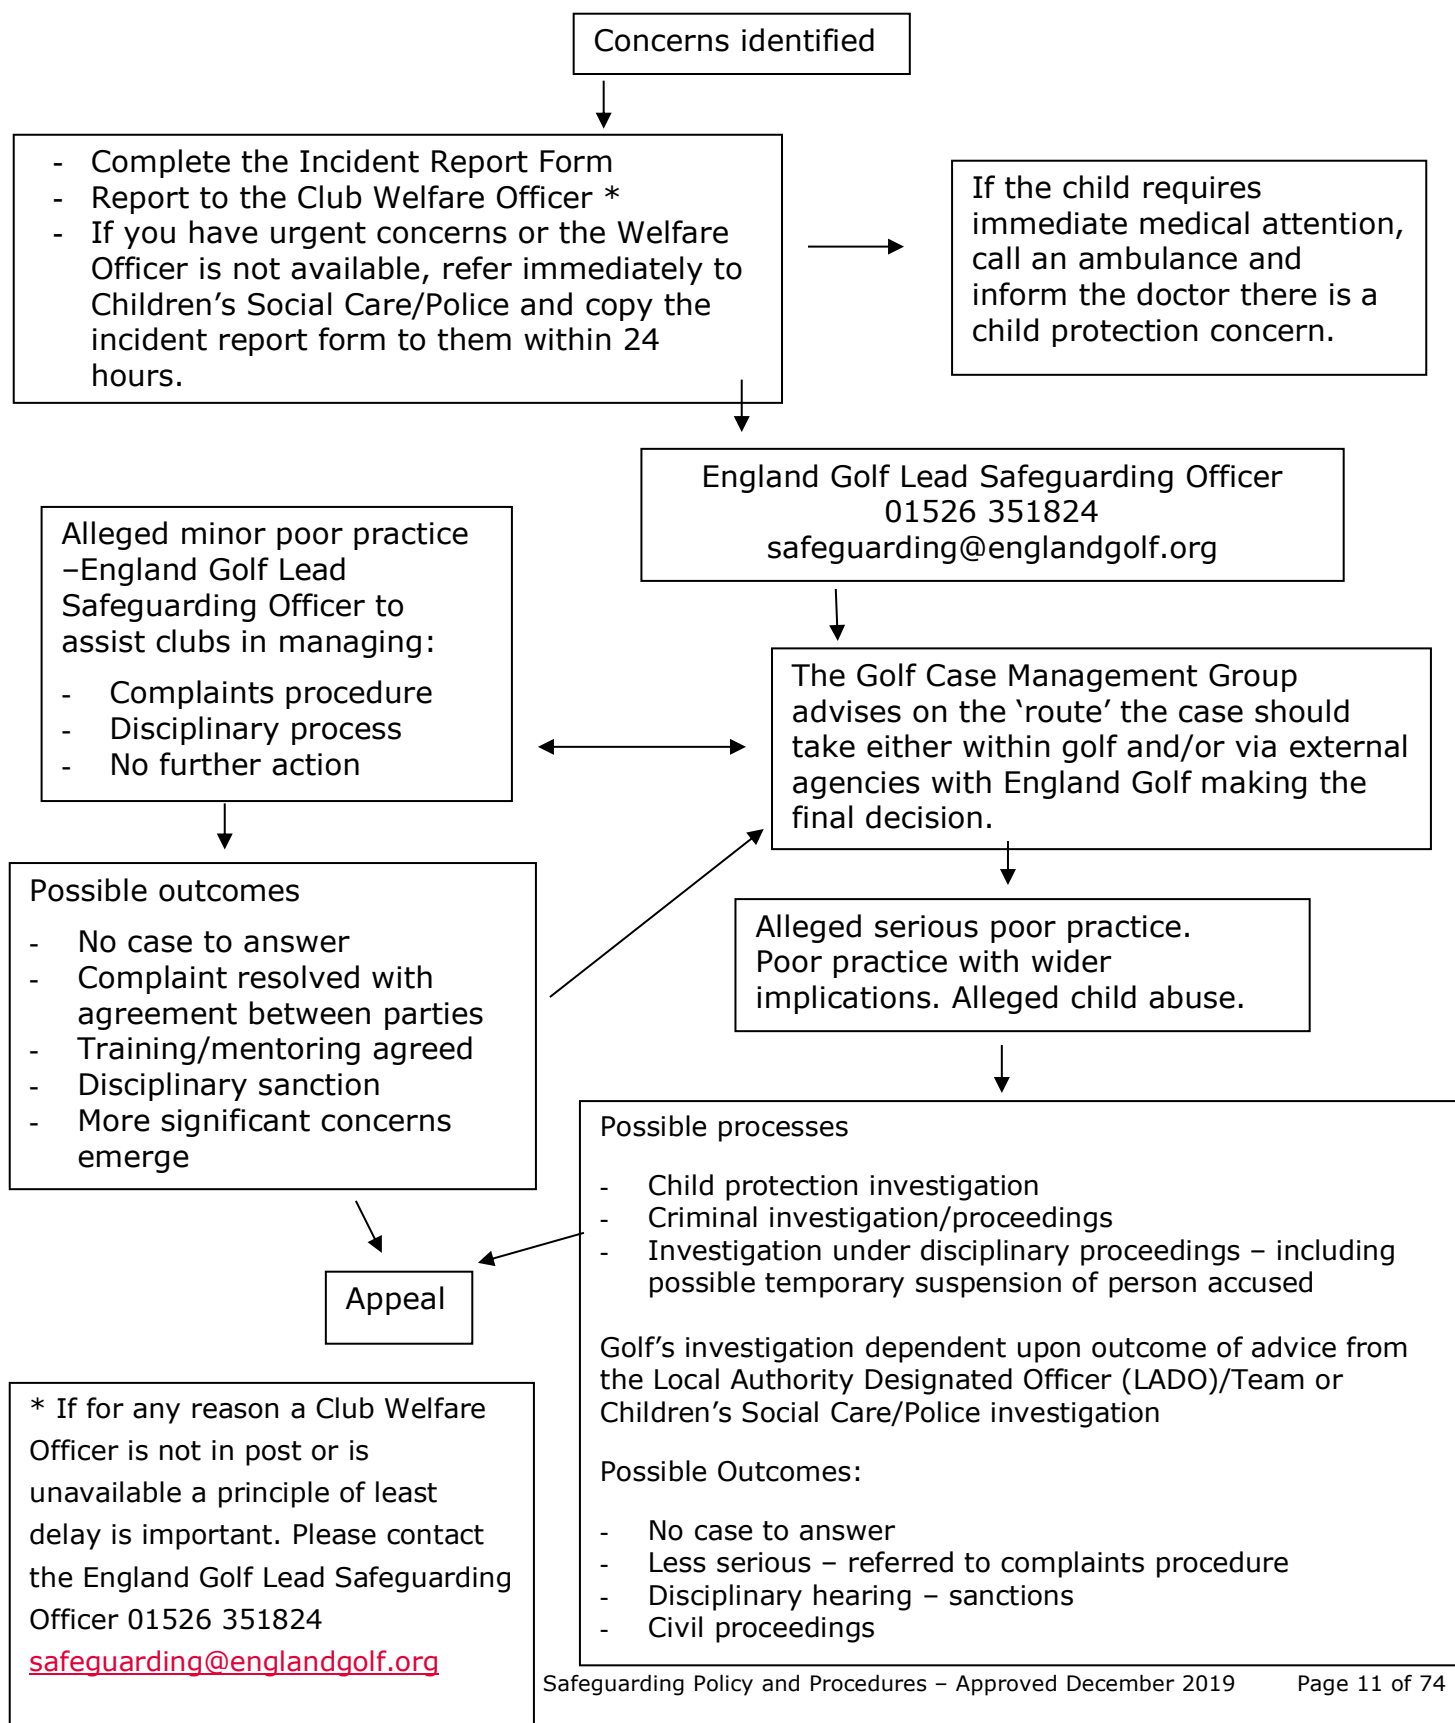 Concerns identified
- Complete the Incident Report Form
- Report to the Club Welfare Officer *
- If you have urgent concerns or the Welfare
Officer is not available, refer immediately to
Children’s Social Care/Police and copy the
incident report form to them within 24
hours.
If the child requires
immediate medical attention,
call an ambulance and
inform the doctor there is a
child protection concern.
England Golf Lead Safeguarding Officer
01526 351824
safeguarding@englandgolf.org
Alleged minor poor practice
–England Golf Lead
Safeguarding Officer to
assist clubs in managing:
- Complaints procedure
- Disciplinary process
- No further action
The Golf Case Management Group
advises on the ‘route’ the case should
take either within golf and/or via external
agencies with England Golf making the
final decision.
Possible outcomes
- No case to answer
- Complaint resolved with
agreement between parties
- Training/mentoring agreed
- Disciplinary sanction
- More significant concerns
emerge
Alleged serious poor practice.
Poor practice with wider
implications. Alleged child abuse.
Possible processes
- Child protection investigation
- Criminal investigation/proceedings
- Investigation under disciplinary proceedings – including
possible temporary suspension of person accused
Golf’s investigation dependent upon outcome of advice from
the Local Authority Designated Officer (LADO)/Team or
Children’s Social Care/Police investigation
Possible Outcomes:
- No case to answer
- Less serious – referred to complaints procedure
- Disciplinary hearing – sanctions
- Civil proceedings
Appeal
* If for any reason a Club Welfare
Officer is not in post or is
unavailable a principle of least
delay is important. Please contact
the England Golf Lead Safeguarding
Officer 01526 351824
safeguarding@englandgolf.org
Safeguarding Policy and Procedures – Approved December 2019 Page 11 of 74